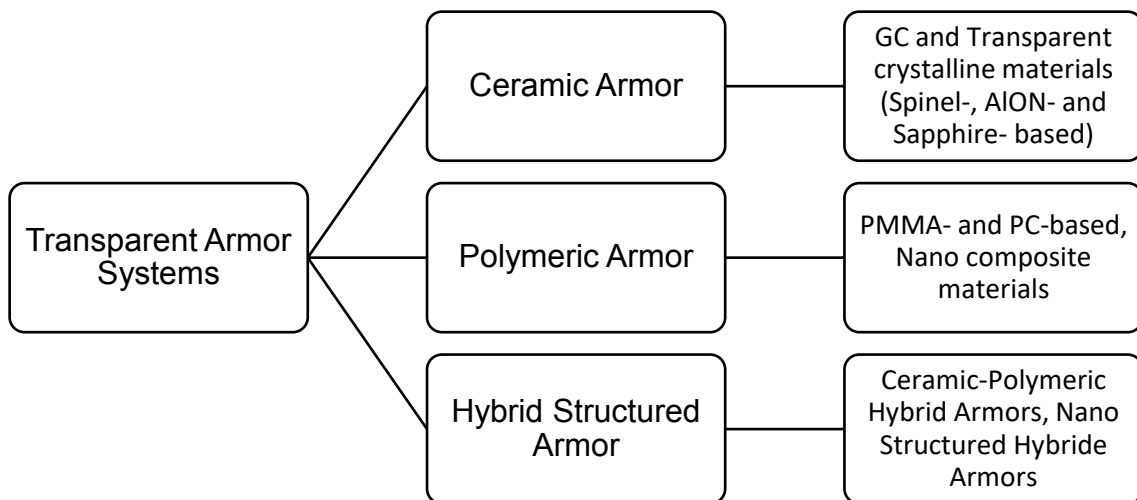 Transparent Armor
Systems
Ceramic Armor
GC and Transparent
crystalline materials
(Spinel-, AlON- and
Sapphire- based)
Polymeric Armor
PMMA- and PC-based,
Nano composite
materials
Hybrid Structured
Armor
Ceramic-Polymeric
Hybrid Armors, Nano
Structured Hybride
Armors